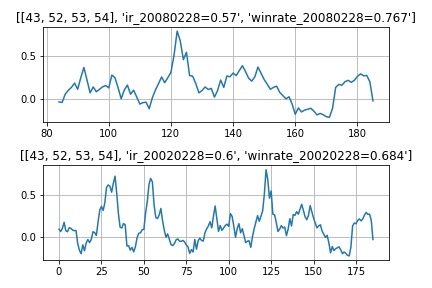 [[43, 52, 53, 54], 'ir_20080228=0.57', 'winrate_20080228=0.767']
0.5
0.0
80 100 120 140 160 180
[[43, 52, 53, 54], 'ir_20020228=0.6', 'winrate_20020228=0.684']
0.5
0.0
0 25 50 75 100 125 150 175